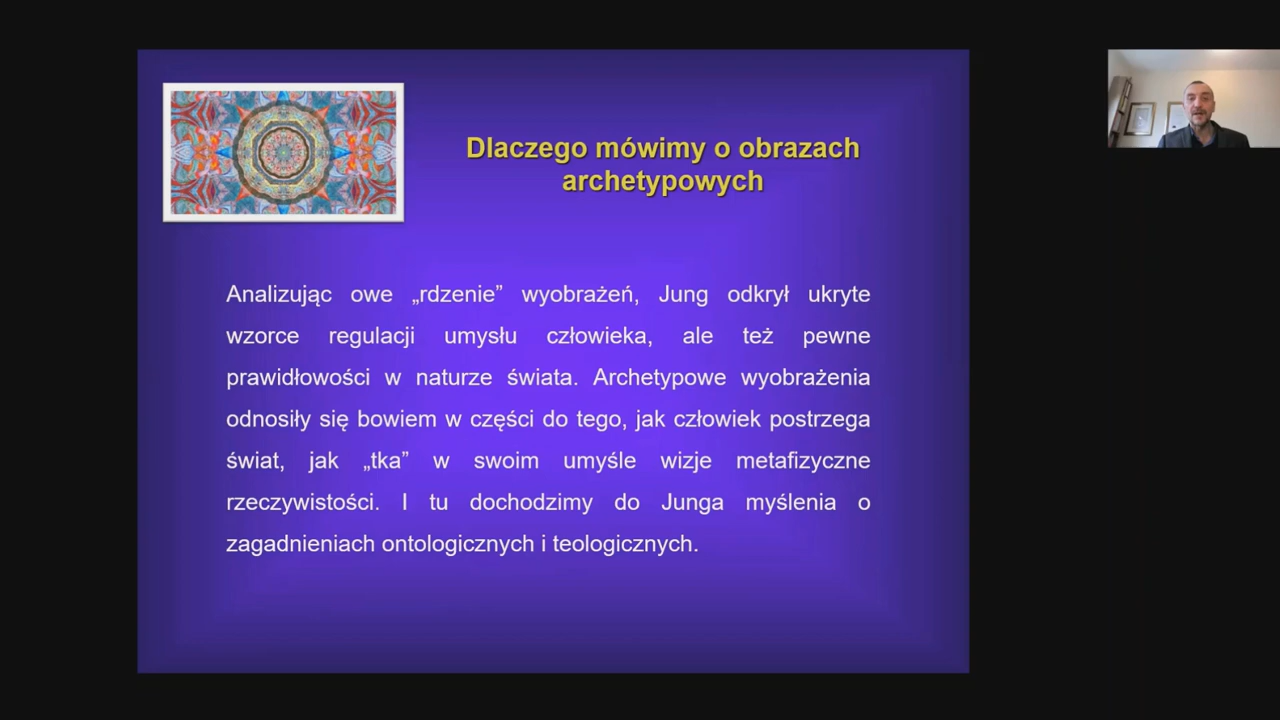 Dlaczego mówimy o obrazach
archetypowych
Analizując owe „rdzenie” wyobrażeń, Jung odkrył ukryte
wzorce regulacji umysłu człowieka, ale też pewne
prawidłowości w naturze świata. Archetypowe wyobrażenia
odnosiły się bowiem w części do tego, jak człowiek postrzega
świat, jak „tka” w swoim umyśle wizje metafizyczne
rzeczywistości. I tu dochodzimy do Junga myślenia o
zagadnieniach ontologicznych i teologicznych.